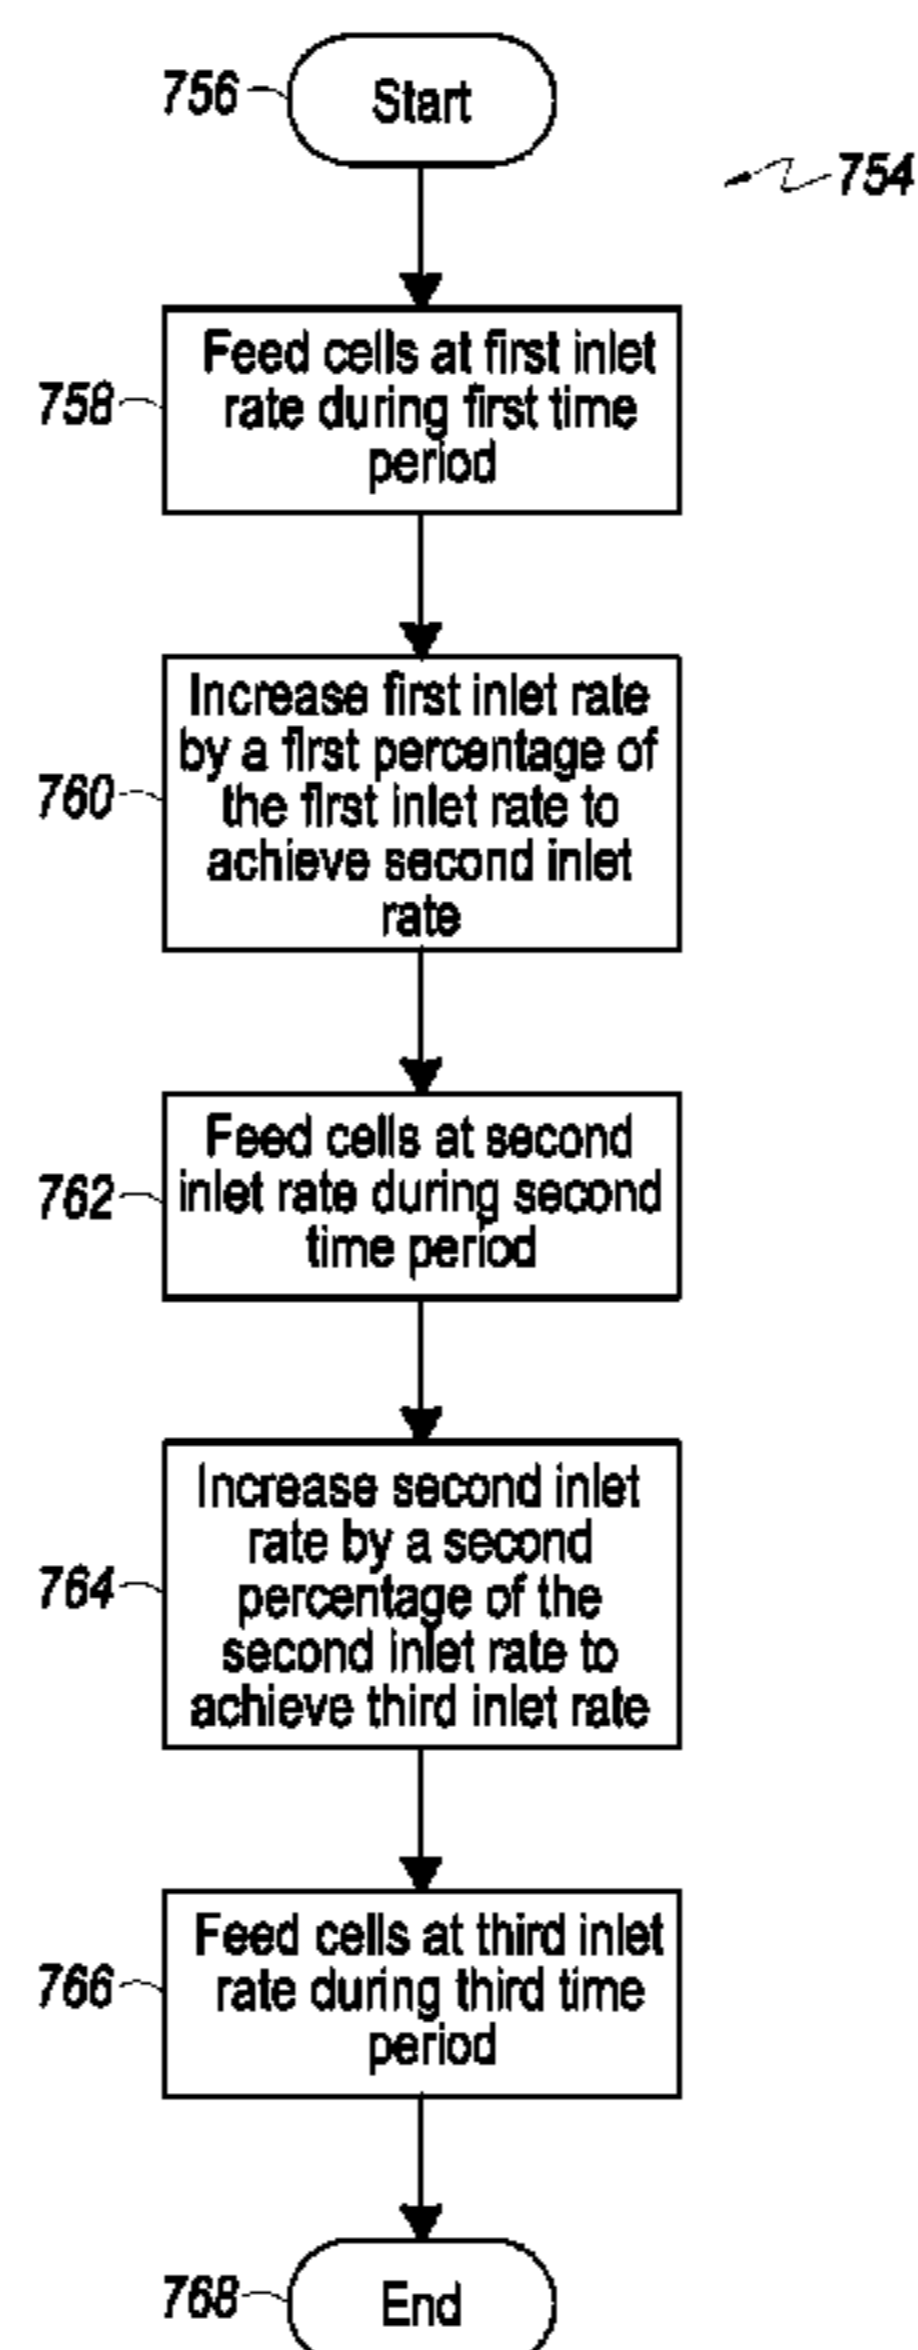 756
Start
754
758
Feed cells at first inlet
rate during first time
period
760
Increase first inlet rate
by a first percentage of
the first inlet rate to
achieve second inlet
rate
762
Feed cells at second
inlet rate during second
time period
764
Increase second inlet
rate by a second
percentage of the
second inlet rate to
achieve third inlet rate
766
Feed cells at third inlet
rate during third time
period
768
End